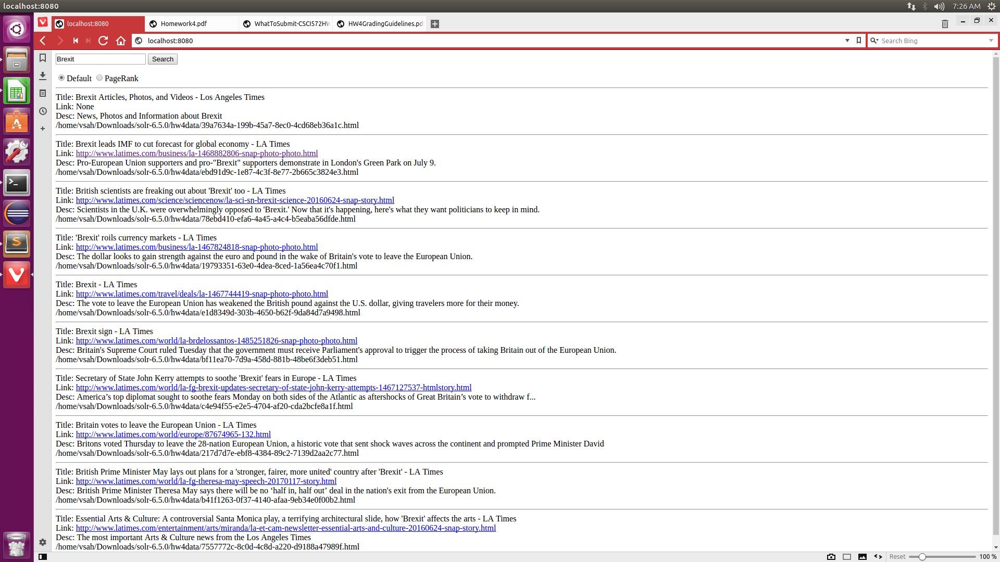 localhost:8080
7:26 AM
localhost:8080
Homework4.pdf
WhatToSubmit-CSCI572HW
HW4GradingGuidelines.pd
localhost:8080
Search Bing
Brexit
Search
Default PageRank
Title: Brexit Articles, Photos, and Videos - Los Angeles Times
Link: None
Desc: News, Photos and Information about Brexit
/home/vsah/Downloads/solr-6.5.0/hw4data/39a7634a-199b-45a7-8ec0-4cd68eb36a1c.html
Title: Brexit leads IMF to cut forecast for global economy - LA Times
Link: http://www.latimes.com/business/la-1468882806-snap-photo-photo.html
Desc: Pro-European Union supporters and pro-"Brexit" supporters demonstrate in London's Green Park on July 9.
/home/vsah/Downloads/solr-6.5.0/hw4data/ebd91d9c-1e87-4c3f-8e77-2b665c3824e3.html
Title: British scientists are freaking out about 'Brexit' too - LA Times
Link: http://www.latimes.com/science/sciencenow/la-sci-sn-brexit-science-20160624-snap-story.html
Desc: Scientists in the U.K. were overwhelmingly opposed to 'Brexit.' Now that it's happening, here's what they want politicians to keep in mind.
/home/vsah/Downloads/solr-6.5.0/hw4data/78ebd410-efa6-4a45-a4c4-b5eaba56dfde.html
Title: 'Brexit' roils currency markets - LA Times
Link: http://www.latimes.com/business/la-1467824818-snap-photo-photo.html
Desc: The dollar looks to gain strength against the euro and pound in the wake of Britain's vote to leave the European Union.
/home/vsah/Downloads/solr-6.5.0/hw4data/19793351-63e0-4dea-8ced-1a56ea4c70f1.html
Title: Brexit - LA Times
Link: http://www.latimes.com/travel/deals/la-1467744419-snap-photo-photo.html
Desc: The vote to leave the European Union has weakened the British pound against the U.S. dollar, giving travelers more for their money.
/home/vsah/Downloads/solr-6.5.0/hw4data/e1d8349d-303b-4650-b62f-9da84d7a9498.html
Title: Brexit sign - LA Times
Link: http://www.latimes.com/world/la-brdelossantos-1485251826-snap-photo-photo.html
Desc: Britain's Supreme Court ruled Tuesday that the government must receive Parliament's approval to trigger the process of taking Britain out of the European Union.
/home/vsah/Downloads/solr-6.5.0/hw4data/bf11ea70-7d9a-458d-881b-48be6f3deb51.html
Title: Secretary of State John Kerry attempts to soothe 'Brexit' fears in Europe - LA Times
Link: http://www.latimes.com/world/la-fg-brexit-updates-secretary-of-state-john-kerry-attempts-1467127537-htmlstory.html
Desc: America’s top diplomat sought to soothe fears Monday on both sides of the Atlantic as aftershocks of Great Britain’s vote to withdraw f...
/home/vsah/Downloads/solr-6.5.0/hw4data/c4e94f55-e2e5-4704-af20-cda2bcfe8a1f.html
Title: Britain votes to leave the European Union - LA Times
Link: http://www.latimes.com/world/europe/87674965-132.html
Desc: Britons voted Thursday to leave the 28-nation European Union, a historic vote that sent shock waves across the continent and prompted Prime Minister David
/home/vsah/Downloads/solr-6.5.0/hw4data/217d7d7e-ebf8-4384-89c2-7139d2aa2c77.html
Title: British Prime Minister May lays out plans for a 'stronger, fairer, more united' country after 'Brexit' - LA Times
Link: http://www.latimes.com/world/la-fg-theresa-may-speech-20170117-story.html
Desc: British Prime Minister Theresa May says there will be no ‘half in, half out’ deal in the nation's exit from the European Union.
/home/vsah/Downloads/solr-6.5.0/hw4data/b41f1263-0f37-4140-afaa-9eb34e0f00b2.html
Title: Essential Arts & Culture: A controversial Santa Monica play, a terrifying architectural slide, how 'Brexit' affects the arts - LA Times
Link: http://www.latimes.com/entertainment/arts/miranda/la-et-cam-newsletter-essential-arts-and-culture-20160624-snap-story.html
Desc: The most important Arts & Culture news from the Los Angeles Times
/home/vsah/Downloads/solr-6.5.0/hw4data/7557772c-8c0d-4c8d-a220-d9188a47989f.html
Reset
100 %